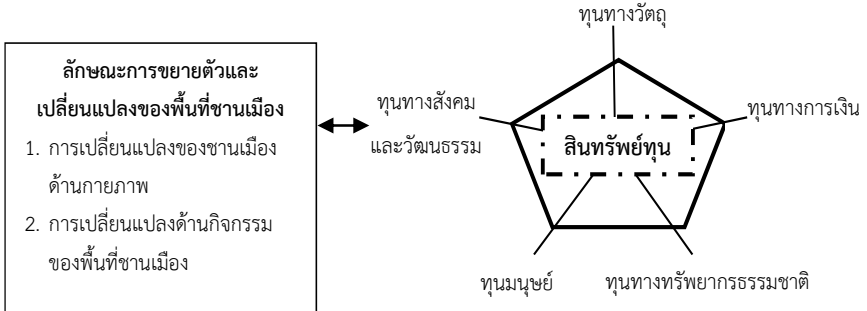 ลักษณะการขยายตัวและ
เปลี่ยนแปลงของพื้นที่ชานเมือง
1. การเปลี่ยนแปลงของชานเมือง
ด้านกายภาพ
2. การเปลี่ยนแปลงด้านกิจกรรม
ของพื้นที่ชานเมือง
ทุนทางวัตถุ
ทุนทางสังคม
และวัฒนธรรม
ทุนทางการเงิน
สินทรัพย์ทุน
ทุนมนุษย์
ทุนทางทรัพยากรธรรมชาติ